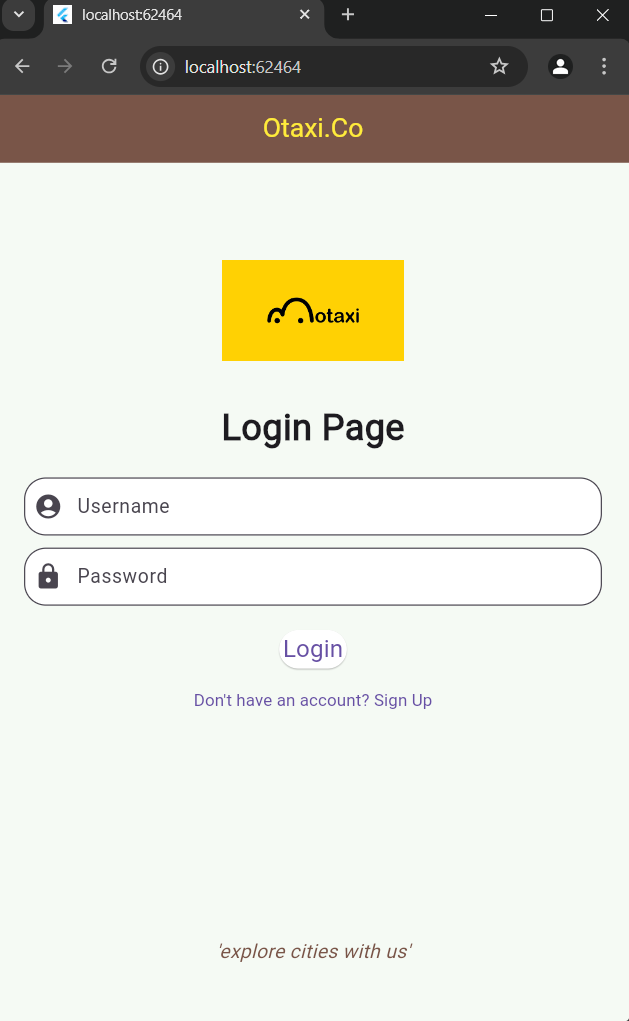 localhost:62464
localhost:62464
Otaxi.Co
otaxi
Login Page
Username
Password
Login
Don't have an account? Sign Up
'explore cities with us'